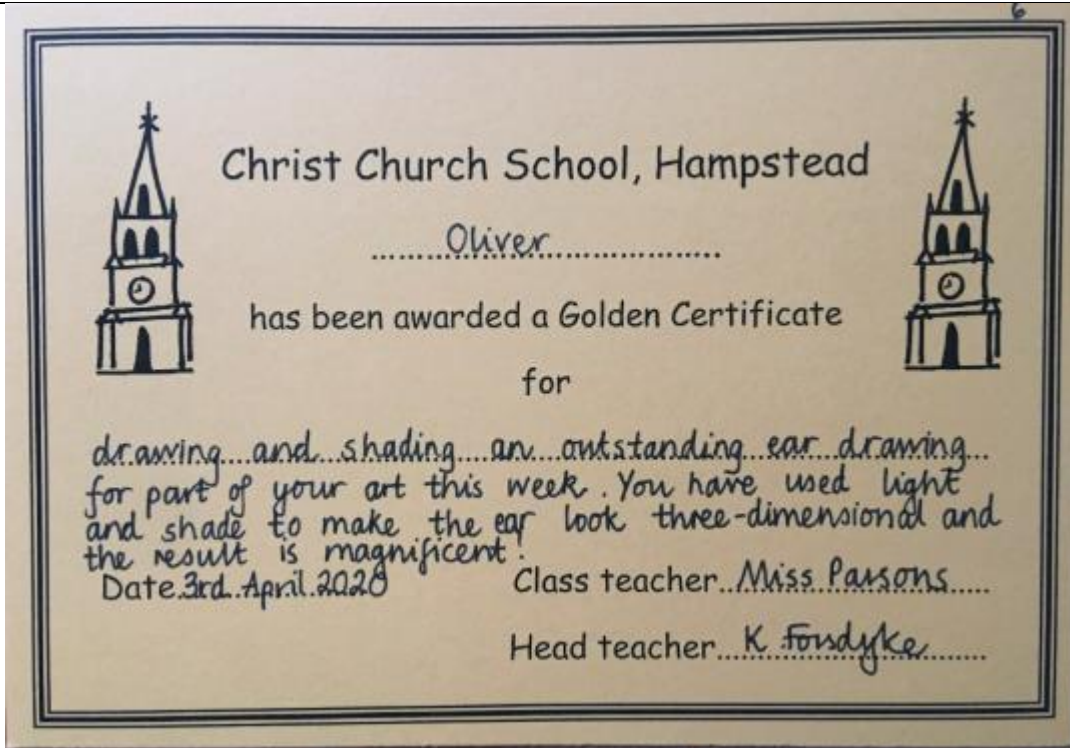 6
Christ Church School, Hampstead
Oliver
has been awarded a Golden Certificate
for
drawing and shading an outstanding ear drawing
for part of your art this week. You have used light
and shade to make the ear look three-dimensional and
the result is magnificent!
Date 3rd April 2020 Class teacher Miss Parsons
Head teacher K Forsdyke